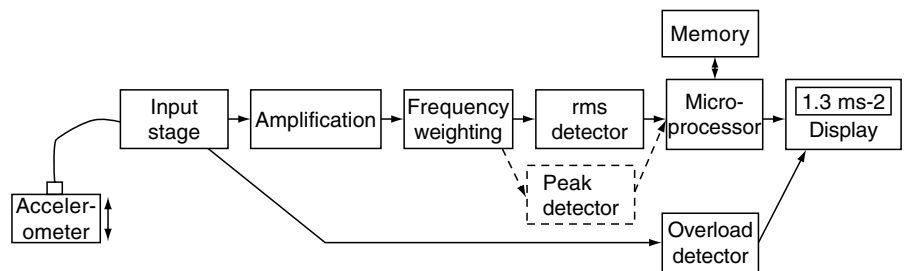 Memory
Input
stage
Amplification
Frequency
weighting
rms
detector
Micro-
processor
1.3 ms-2
Display
Peak
detector
Acceler-
ometer
Overload
detector